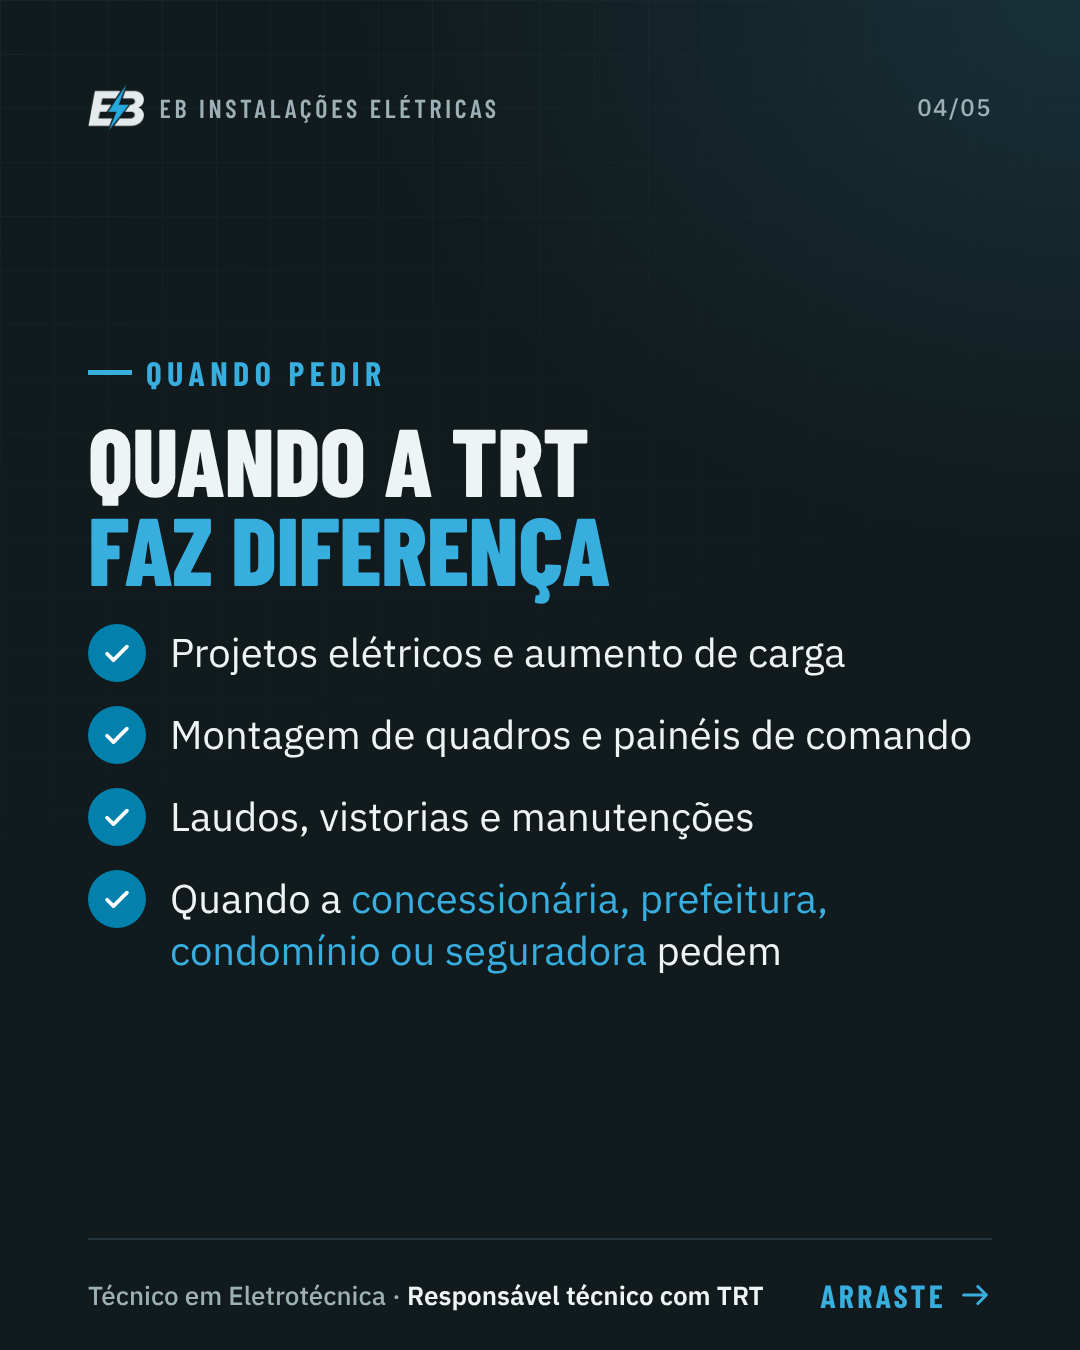 EB EB INSTALAÇÕES ELÉTRICAS
04/05
QUANDO PEDIR
QUANDO A TRT
FAZ DIFERENÇA
Projetos elétricos e aumento de carga
Montagem de quadros e painéis de comando
Laudos, vistorias e manutenções
Quando a concessionária, prefeitura,
condomínio ou seguradora pedem
Técnico em Eletrotécnica · Responsável técnico com TRT
ARRASTE →